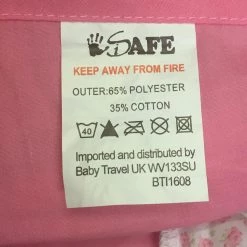 SAFE
KEEP AWAY FROM FIRE
OUTER:65% POLYESTER
35% COTTON
40
Imported and distributed by
Baby Travel UK WV133SU
BTI1608